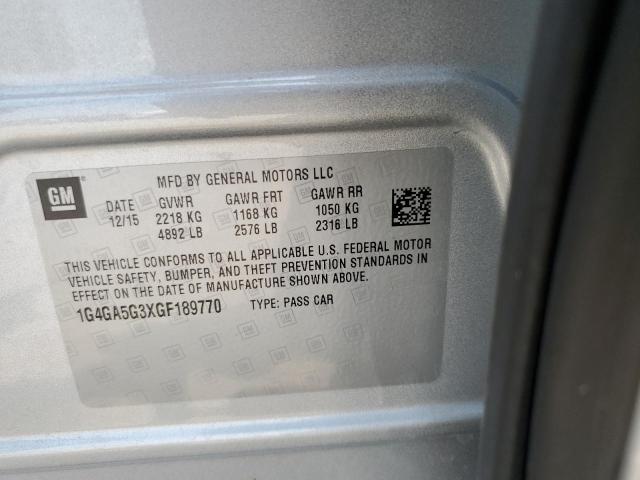 MFD BY GENERAL MOTORS LLC
GM
DATE GVWR GAWR FRT GAWR RR
12/15 2218 KG 1168 KG 1050 KG
4892 LB 2576 LB 2316 LB
THIS VEHICLE CONFORMS TO ALL APPLICABLE U.S. FEDERAL MOTOR
VEHICLE SAFETY, BUMPER, AND THEFT PREVENTION STANDARDS IN
EFFECT ON THE DATE OF MANUFACTURE SHOWN ABOVE.
1G4GA5G3XGF189770 TYPE: PASS CAR